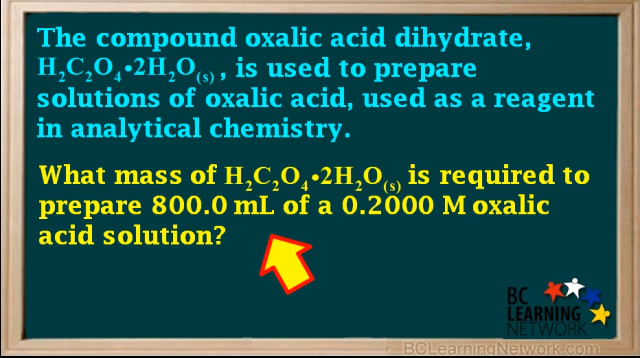 The compound oxalic acid dihydrate,
H₂C₂O₄•2H₂O₍ₛ₎, is used to prepare
solutions of oxalic acid, used as a reagent
in analytical chemistry.
What mass of H₂C₂O₄•2H₂O₍ₛ₎ is required to
prepare 800.0 mL of a 0.2000 M oxalic
acid solution?
BC
LEARNING
NETWORK
BCLearningNetwork.com